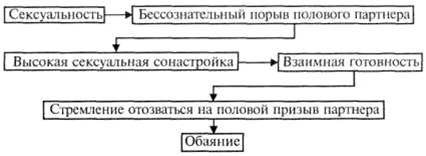 Сексуальность
Бессознательный порыв полового партнера
Высокая сексуальная сонастройка
Взаимная готовность
Стремление отозваться на половой призыв партнера
Обаяние